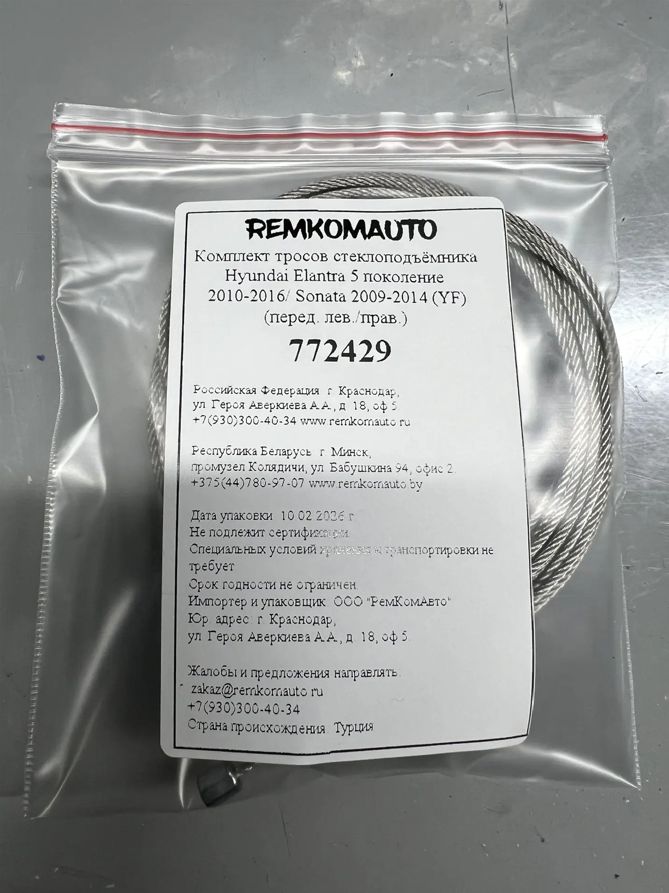 REMKOMAUTO
Комплект тросов стеклоподъёмника
Hyundai Elantra 5 поколение
2010-2016/ Sonata 2009-2014 (YF)
(перед. лев./прав.)
772429
Российская Федерация г. Краснодар,
ул. Героя Аверкиева А.А., д. 18, оф 5
+7(930)300-40-34 www.remkomauto.ru
Республика Беларусь г. Минск,
промузел Колядичи, ул. Бабушкина 94, офис 2.
+375(44)780-97-07 www.remkomauto.by
Дата упаковки 10.02.2026 г.
Не подлежит сертификации
Специальных условий хранения и транспортировки не
требует
Срок годности не ограничен.
Импортер и упаковщик ООО "РемКомАвто"
Юр. адрес г. Краснодар,
ул. Героя Аверкиева А.А., д. 18, оф 5.
Жалобы и предложения направлять
zakaz@remkomauto.ru
+7(930)300-40-34
Страна происхождения Турция